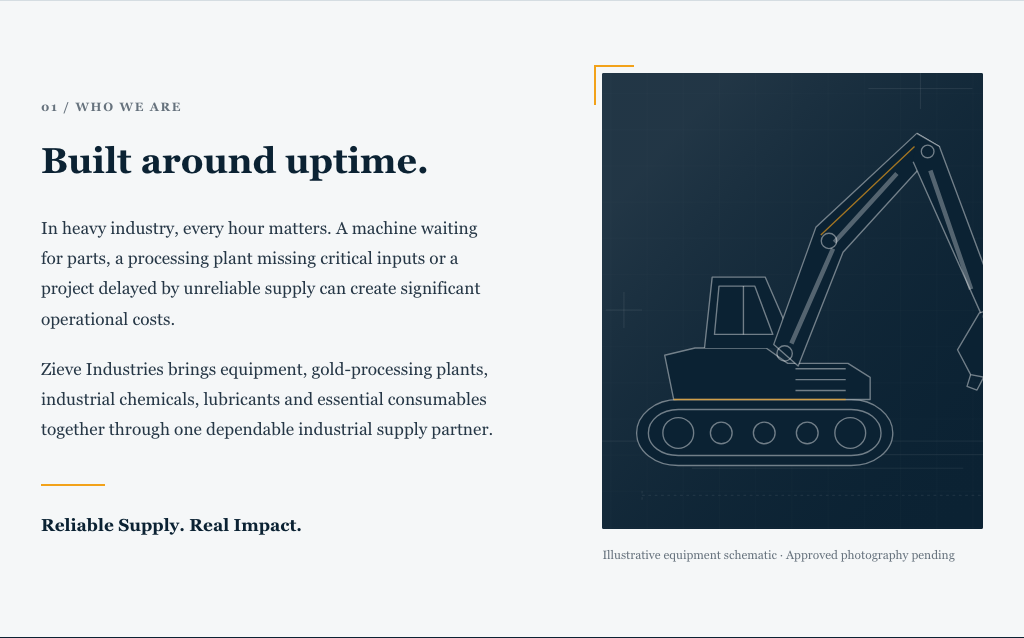 01 / WHO WE ARE
Built around uptime.
In heavy industry, every hour matters. A machine waiting
for parts, a processing plant missing critical inputs or a
project delayed by unreliable supply can create significant
operational costs.
Zieve Industries brings equipment, gold-processing plants,
industrial chemicals, lubricants and essential consumables
together through one dependable industrial supply partner.
Reliable Supply. Real Impact.
Illustrative equipment schematic · Approved photography pending